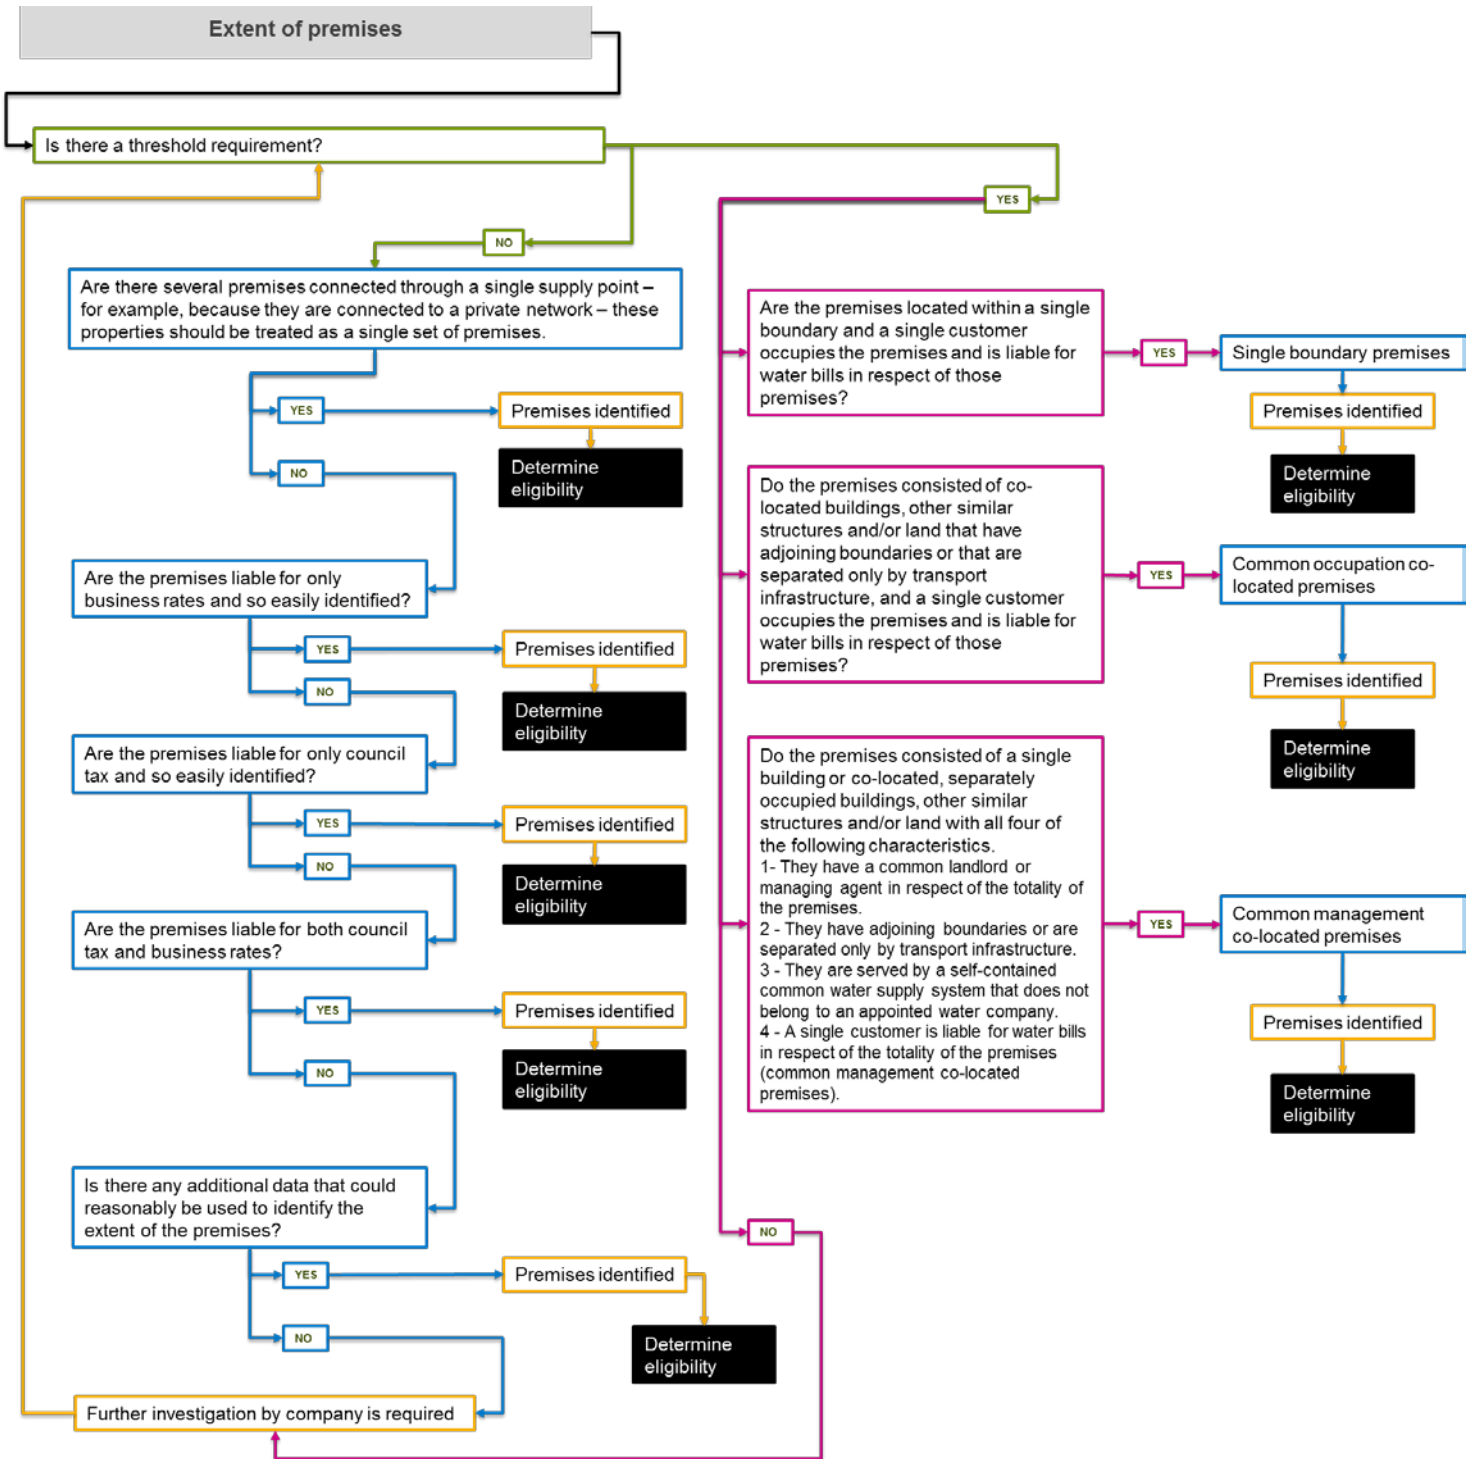 Extent of premises
Is there a threshold requirement?
YES
NO
Are there several premises connected through a single supply point –
for example, because they are connected to a private network – these
properties should be treated as a single set of premises.
YES
Premises identified
Determine
eligibility
NO
Are the premises liable for only
business rates and so easily identified?
YES
Premises identified
NO
Determine
eligibility
Are the premises liable for only council
tax and so easily identified?
YES
Premises identified
NO
Determine
eligibility
Are the premises liable for both council
tax and business rates?
YES
Premises identified
NO
Determine
eligibility
Is there any additional data that could
reasonably be used to identify the
extent of the premises?
YES
Premises identified
NO
Determine
eligibility
Further investigation by company is required
Are the premises located within a single
boundary and a single customer
occupies the premises and is liable for
water bills in respect of those
premises?
YES
Single boundary premises
Premises identified
Determine
eligibility
Do the premises consisted of co-
located buildings, other similar
structures and/or land that have
adjoining boundaries or that are
separated only by transport
infrastructure, and a single customer
occupies the premises and is liable for
water bills in respect of those
premises?
YES
Common occupation co-
located premises
Premises identified
Determine
eligibility
Do the premises consisted of a single
building or co-located, separately
occupied buildings, other similar
structures and/or land with all four of
the following characteristics.
1- They have a common landlord or
managing agent in respect of the totality of
the premises.
2 - They have adjoining boundaries or are
separated only by transport infrastructure.
3 - They are served by a self-contained
common water supply system that does not
belong to an appointed water company.
4 - A single customer is liable for water bills
in respect of the totality of the premises
(common management co-located
premises).
YES
Common management
co-located premises
Premises identified
Determine
eligibility
NO